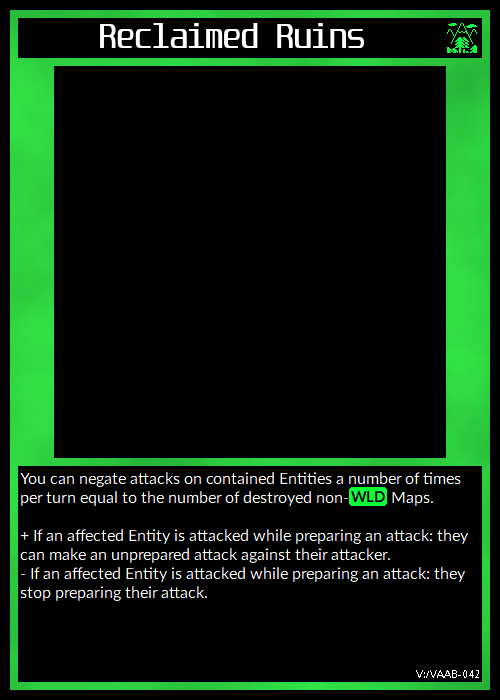 Reclaimed Ruins
You can negate attacks on contained Entities a number of times
per turn equal to the number of destroyed non-WLD Maps.
+ If an affected Entity is attacked while preparing an attack: they
can make an unprepared attack against their attacker.
- If an affected Entity is attacked while preparing an attack: they
stop preparing their attack.
V:/VAAB-042